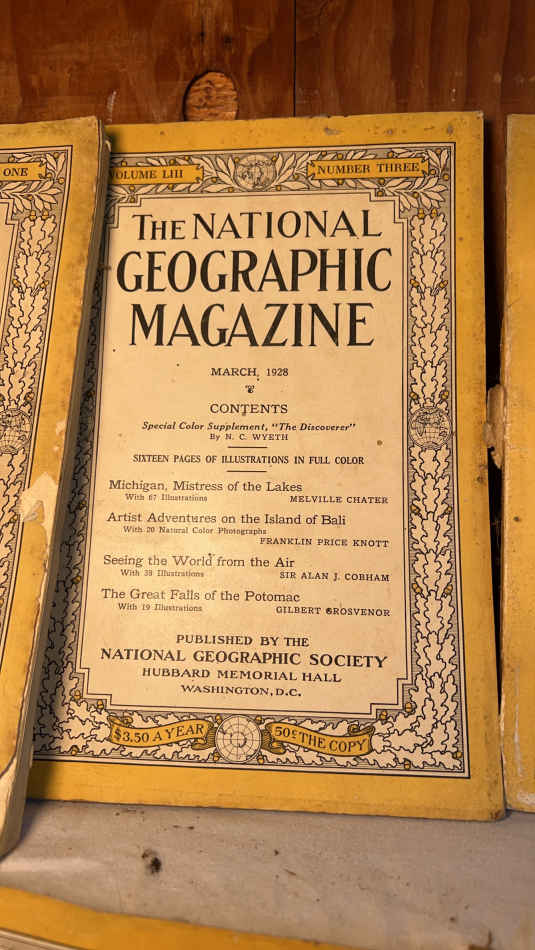 ONE
VOLUME LIII
NUMBER THREE
THE NATIONAL
GEOGRAPHIC
MAGAZINE
MARCH, 1928
CONTENTS
Special Color Supplement, "The Discoverer"
By N. C. WYETH
SIXTEEN PAGES OF ILLUSTRATIONS IN FULL COLOR
Michigan, Mistress of the Lakes
With 67 Illustrations MELVILLE CHATER
Artist Adventures on the Island of Bali
With 20 Natural Color Photographs
FRANKLIN PRICE KNOTT
Seeing the World from the Air
With 38 Illustrations SIR ALAN J. COBHAM
The Great Falls of the Potomac
With 19 Illustrations GILBERT GROSVENOR
PUBLISHED BY THE
NATIONAL GEOGRAPHIC SOCIETY
HUBBARD MEMORIAL HALL
WASHINGTON, D.C.
$3.50 A YEAR
50¢ THE COPY